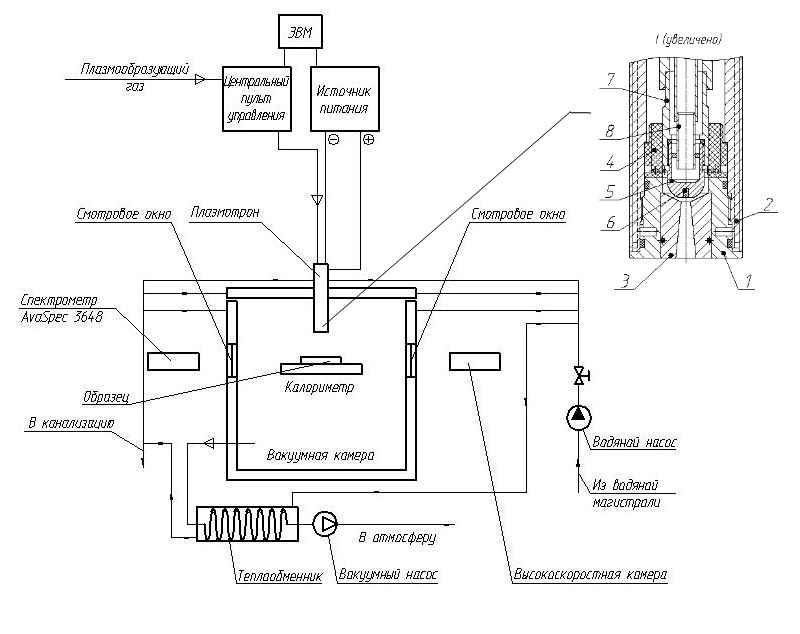 ЭВМ
I (увеличено)
Плазмообразующий
газ
Центральный
пульт
управления
Источник
питания
7
8
4
5
6
3
2
1
Смотровое окно
Плазмотрон
Смотровое окно
Спектрометр
AvaSpec 3648
Образец
Калориметр
В канализацию
Вакуумная камера
Водяной насос
Из водяной
магистрали
В атмосферу
Теплообменник
Вакуумный насос
Высокоскоростная камера